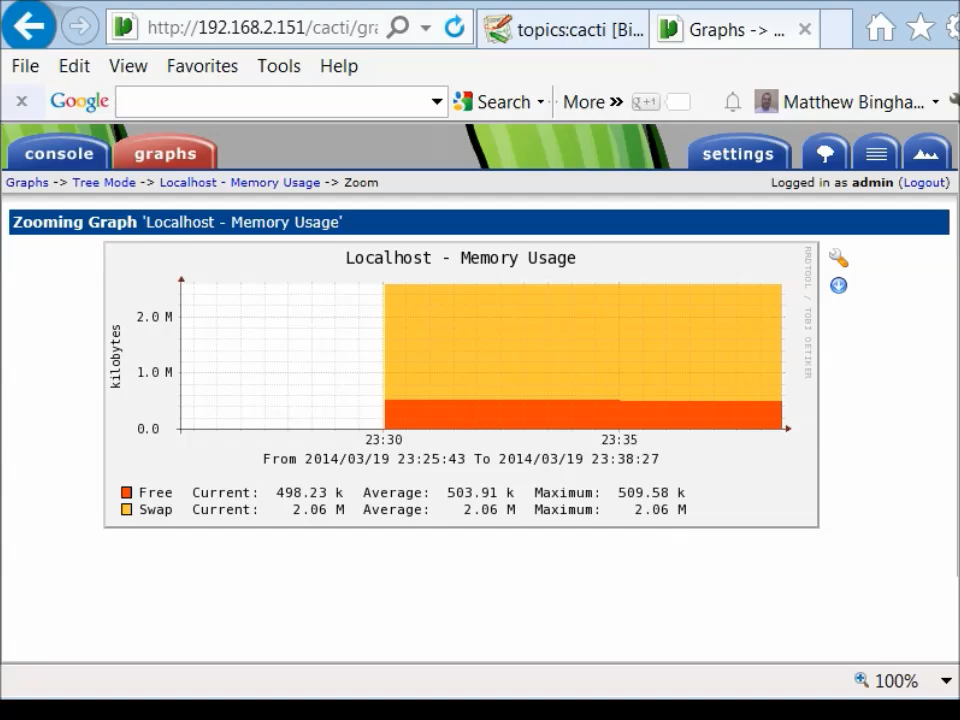 http://192.168.2.151/cacti/gra
topics:cacti [Bi...
Graphs -> ...
File Edit View Favorites Tools Help
x Google Search More » g+1 Matthew Bingha...
console graphs settings
Graphs -> Tree Mode -> Localhost - Memory Usage -> Zoom Logged in as admin (Logout)
Zooming Graph 'Localhost - Memory Usage'
Localhost - Memory Usage
RRDTOOL / TOBI OETIKER
kilobytes
2.0 M
1.0 M
0.0
23:30 23:35
From 2014/03/19 23:25:43 To 2014/03/19 23:38:27
Free Current: 498.23 k Average: 503.91 k Maximum: 509.58 k
Swap Current: 2.06 M Average: 2.06 M Maximum: 2.06 M
100%